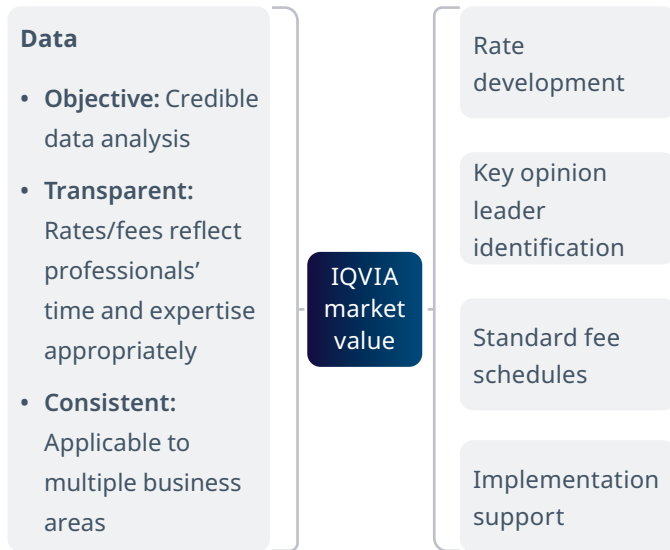 Data
• Objective: Credible
data analysis
• Transparent:
Rates/fees reflect
professionals’
time and expertise
appropriately
• Consistent:
Applicable to
multiple business
areas
IQVIA
market
value
Rate
development
Key opinion
leader
identification
Standard fee
schedules
Implementation
support